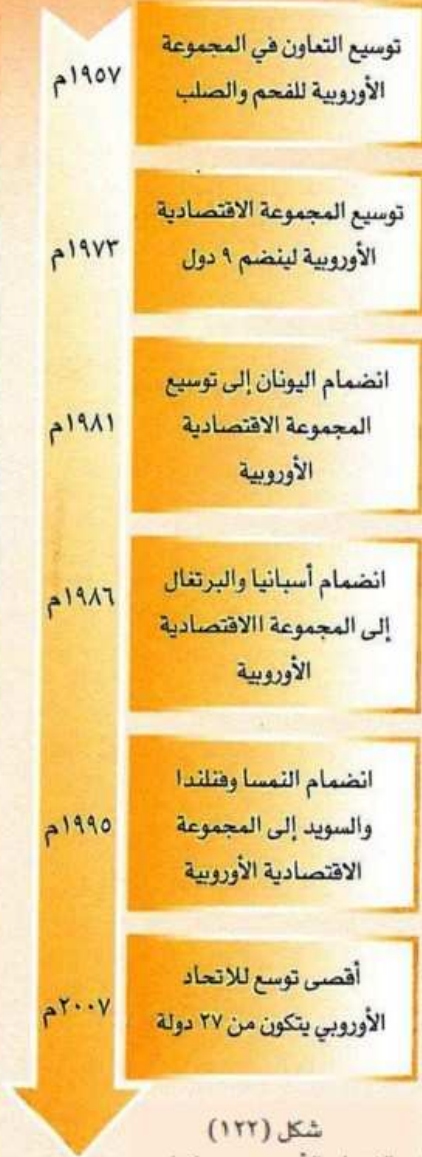 توسيع التعاون في المجموعة
الأوروبية للفحم والصلب
١٩٥٧م
توسيع المجموعة الاقتصادية
الأوروبية لينضم ٩ دول
١٩٧٣م
انضمام اليونان إلى توسيع
المجموعة الاقتصادية
الأوروبية
١٩٨١م
انضمام أسبانيا والبرتغال
إلى المجموعة االاقتصادية
الأوروبية
١٩٨٦م
انضمام النمسا وفنلندا
والسويد إلى المجموعة
الاقتصادية الأوروبية
١٩٩٥م
أقصى توسع للاتحاد
الأوروبي يتكون من ٢٧ دولة
٢٠٠٧م
شكل (١٢٢)